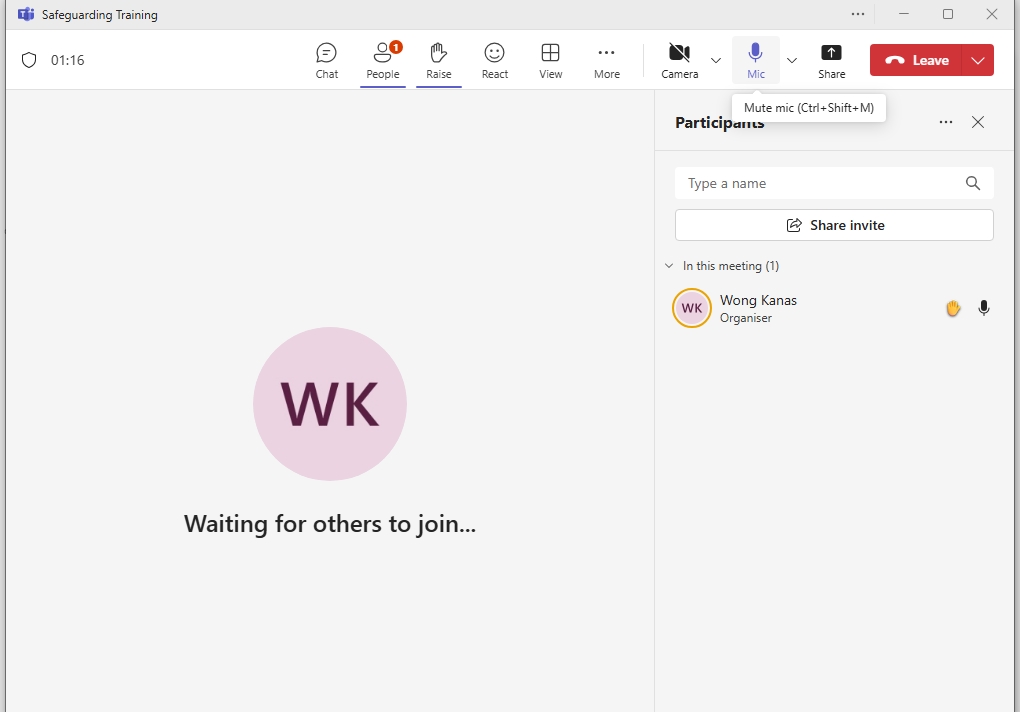 Safeguarding Training
01:16
Chat
People
1
Raise
React
View
More
Camera
Mic
Share
Leave
Mute mic (Ctrl+Shift+M)
Participants
Type a name
Share invite
In this meeting (1)
WK
Wong Kanas
Organiser
WK
Waiting for others to join...